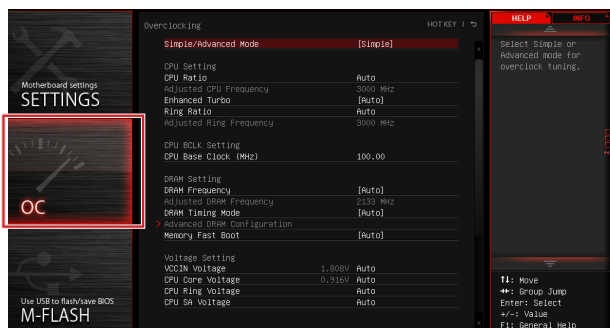 Motherboard settings
SETTINGS
OC
Use USB to flash/save BIOS
M-FLASH
Overclocking
HOT KEY |
Simple/Advanced Mode [Simple]
CPU Setting
CPU Ratio Auto
Adjusted CPU Frequency 3000 MHz
Enhanced Turbo [Auto]
Ring Ratio Auto
Adjusted Ring Frequency 3000 MHz
CPU BCLK Setting
CPU Base Clock (MHz) 100.00
DRAM Setting
DRAM Frequency [Auto]
Adjusted DRAM Frequency 2133 MHz
DRAM Timing Mode [Auto]
> Advanced DRAM Configuration
Memory Fast Boot [Auto]
Voltage Setting
VCCIN Voltage 1.808V Auto
CPU Core Voltage 0.916V Auto
CPU Ring Voltage Auto
CPU SA Voltage Auto
HELP
INFO
Select Simple or
Advanced mode for
overclock tuning.
↑↓: Move
→←: Group Jump
Enter: Select
+/-: Value
F1: General Help